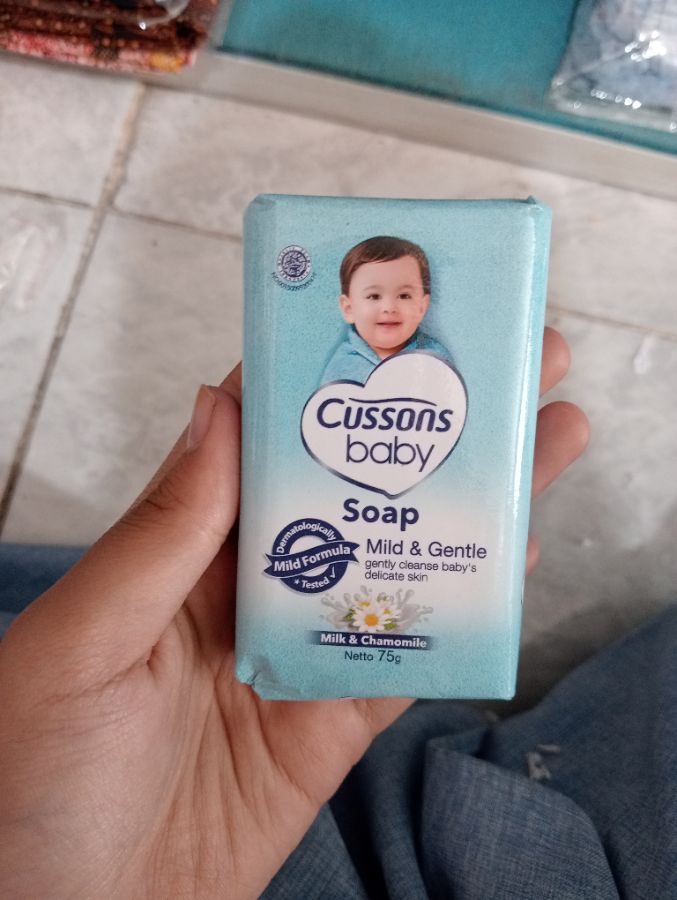 Cussons
baby
Soap
Dermatologically
Mild Formula
Tested
Mild & Gentle
gently cleanse baby's
delicate skin
Milk & Chamomile
Netto 75g